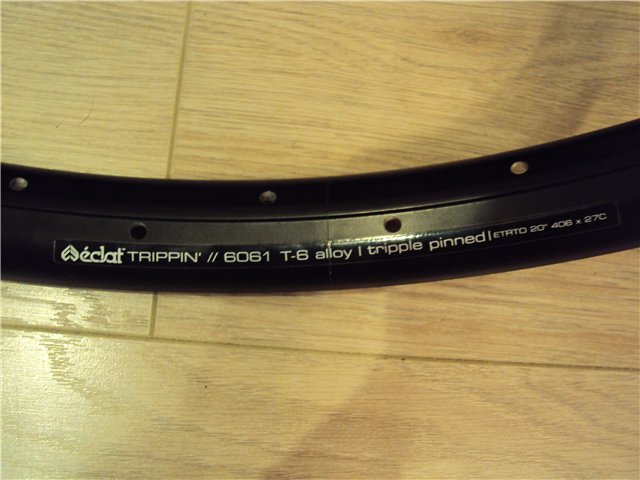 éclat TRIPPIN' // 6061 T-6 alloy | tripple pinned | ETRTO 20" 406 x 27C